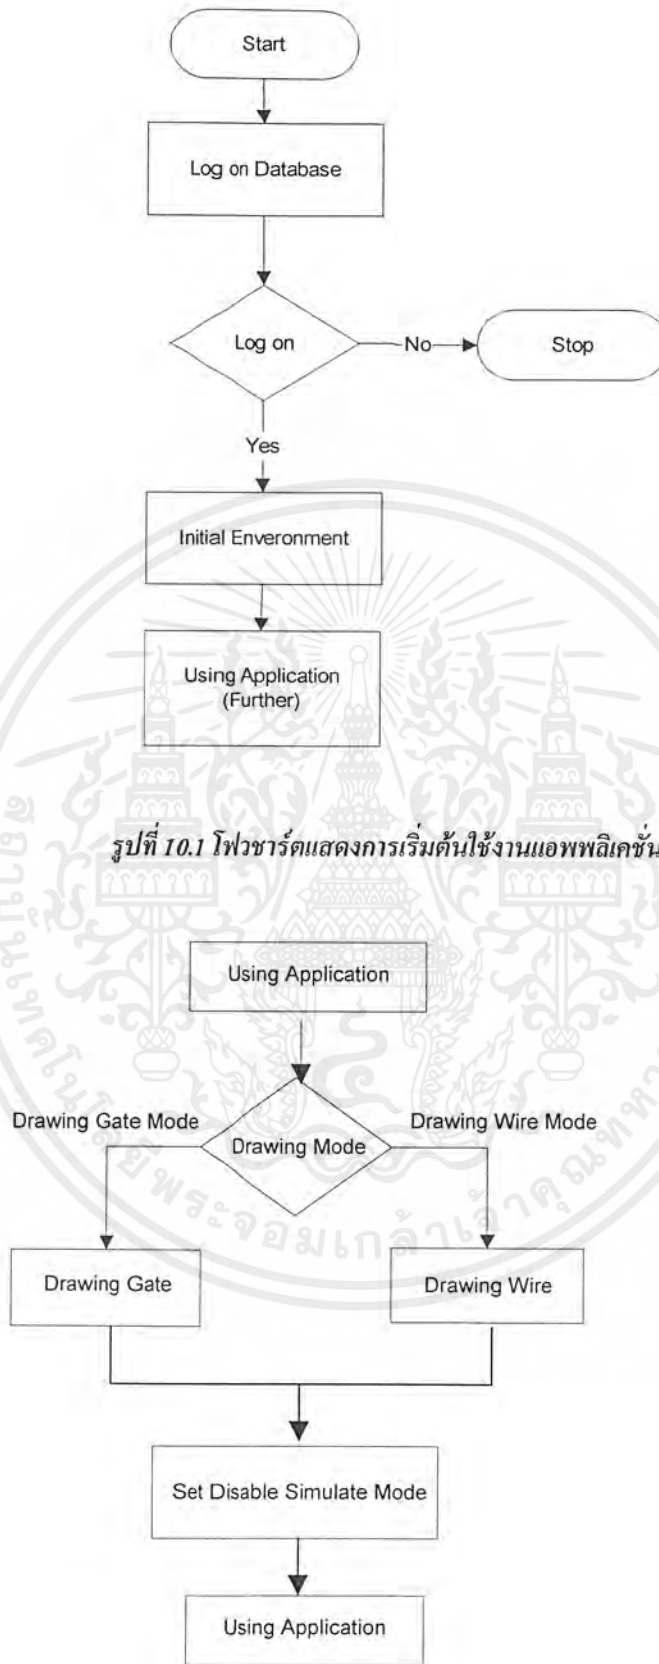 Start
Log on Database
Log on
No
Stop
Yes
Initial Enveronment
Using Application
(Further)
รูปที่ 10.1 โฟวชาร์ตแสดงการเริ่มต้นใช้งานแอพพลิเคชั่น
Using Application
Drawing Gate Mode
Drawing Mode
Drawing Wire Mode
Drawing Gate
Drawing Wire
Set Disable Simulate Mode
Using Application